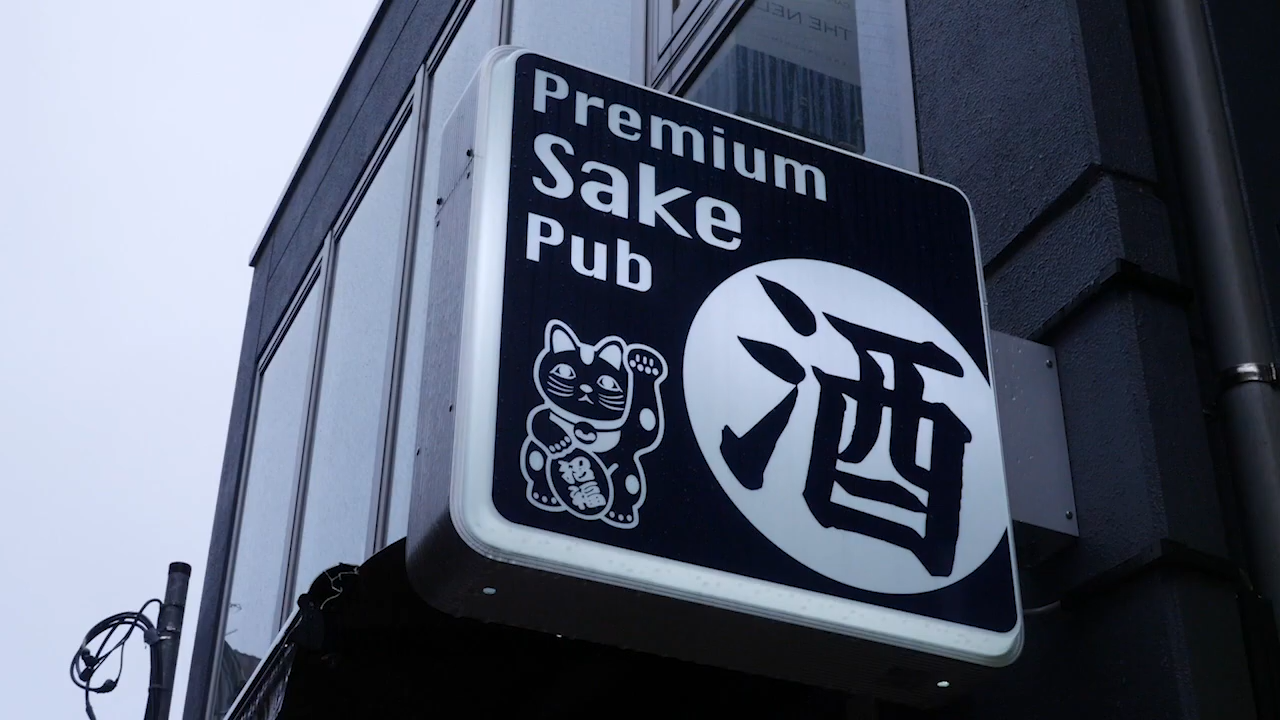 Premium
Sake
Pub
酒
招福